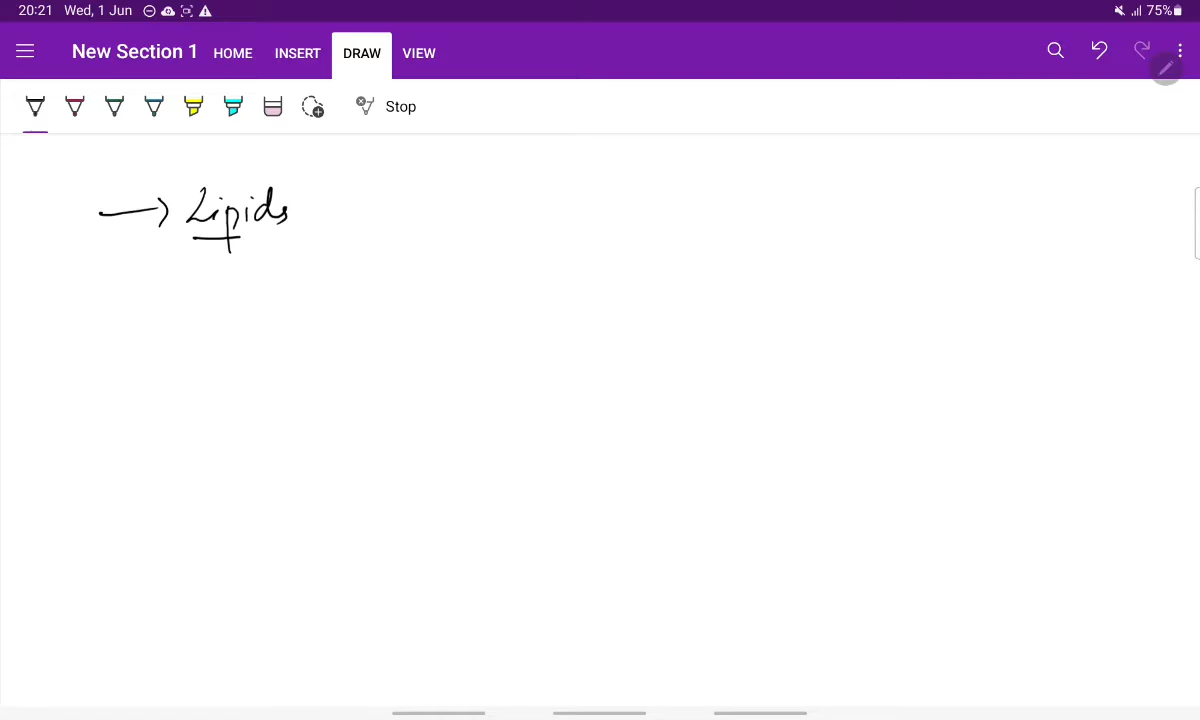 20:21 Wed, 1 Jun 75%
New Section 1 HOME INSERT DRAW VIEW
Stop
→ Lipids